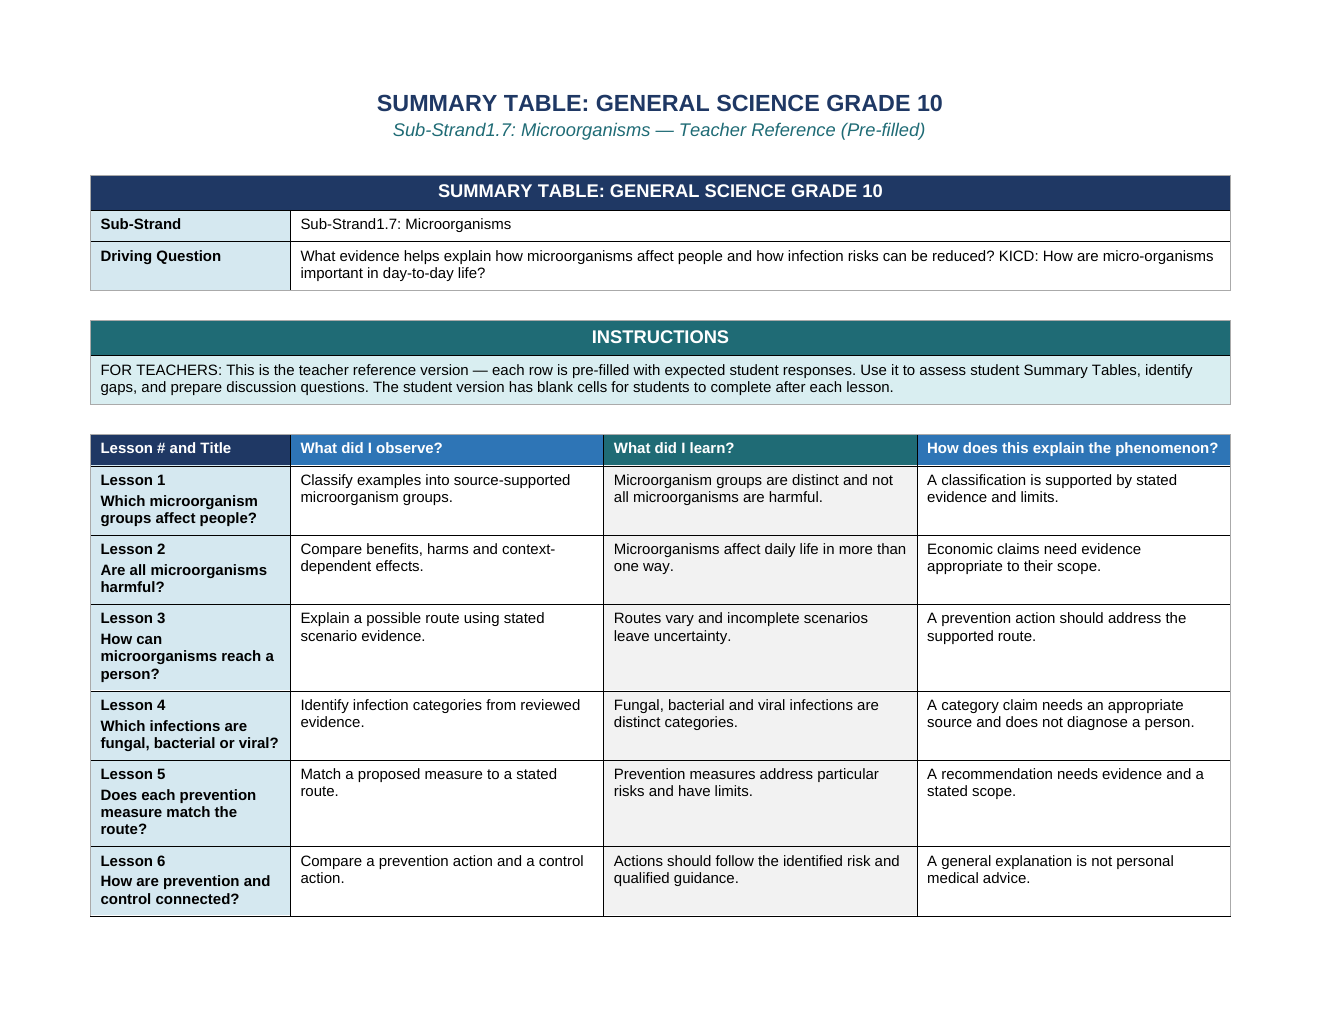 SUMMARY TABLE: GENERAL SCIENCE GRADE 10
Sub-Strand1.7: Microorganisms — Teacher Reference (Pre-filled)
SUMMARY TABLE: GENERAL SCIENCE GRADE 10
Sub-Strand
Sub-Strand1.7: Microorganisms
Driving Question
What evidence helps explain how microorganisms affect people and how infection risks can be reduced? KICD: How are micro-organisms
important in day-to-day life?
INSTRUCTIONS
FOR TEACHERS: This is the teacher reference version — each row is pre-filled with expected student responses. Use it to assess student Summary Tables, identify
gaps, and prepare discussion questions. The student version has blank cells for students to complete after each lesson.
Lesson # and Title
What did I observe?
What did I learn?
How does this explain the phenomenon?
Lesson 1
Which microorganism
groups affect people?
Classify examples into source-supported
microorganism groups.
Microorganism groups are distinct and not
all microorganisms are harmful.
A classification is supported by stated
evidence and limits.
Lesson 2
Are all microorganisms
harmful?
Compare benefits, harms and context-
dependent effects.
Microorganisms affect daily life in more than
one way.
Economic claims need evidence
appropriate to their scope.
Lesson 3
How can
microorganisms reach a
person?
Explain a possible route using stated
scenario evidence.
Routes vary and incomplete scenarios
leave uncertainty.
A prevention action should address the
supported route.
Lesson 4
Which infections are
fungal, bacterial or viral?
Identify infection categories from reviewed
evidence.
Fungal, bacterial and viral infections are
distinct categories.
A category claim needs an appropriate
source and does not diagnose a person.
Lesson 5
Does each prevention
measure match the
route?
Match a proposed measure to a stated
route.
Prevention measures address particular
risks and have limits.
A recommendation needs evidence and a
stated scope.
Lesson 6
How are prevention and
control connected?
Compare a prevention action and a control
action.
Actions should follow the identified risk and
qualified guidance.
A general explanation is not personal
medical advice.